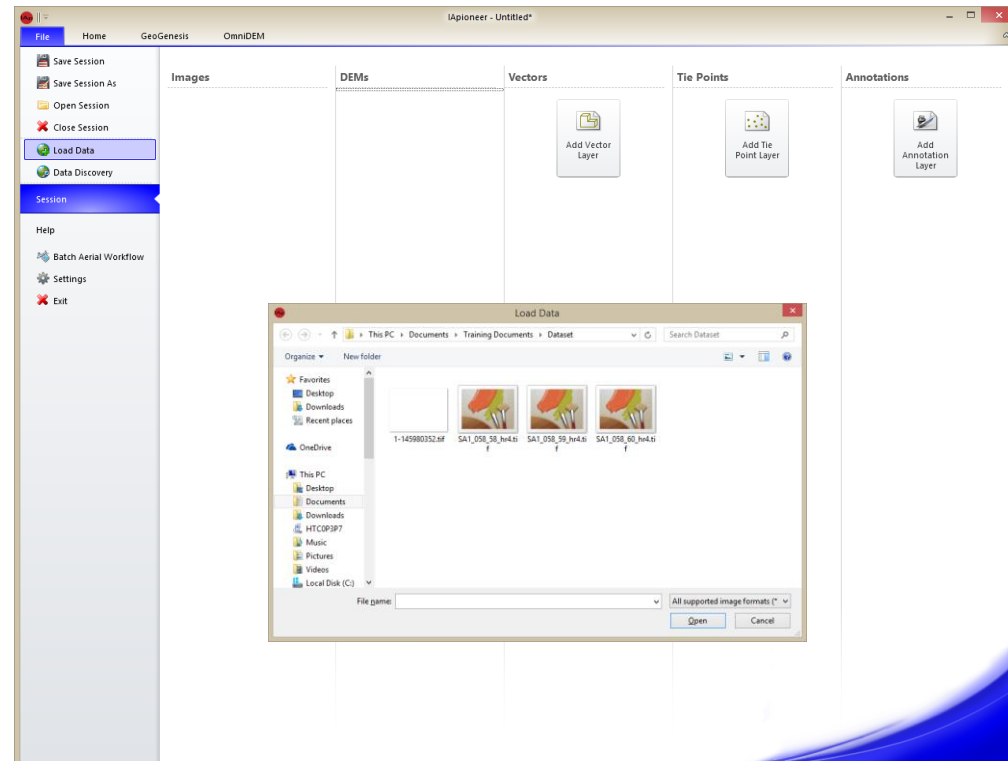 IApioneer - Untitled*
File Home GeoGenesis OmniDEM
Save Session
Save Session As
Open Session
Close Session
Load Data
Data Discovery
Session
Help
Batch Aerial Workflow
Settings
Exit
Images DEMs Vectors Tie Points Annotations
Add Vector
Layer
Add Tie
Point Layer
Add
Annotation
Layer
Load Data
This PC Documents Training Documents Dataset
Search Dataset
Organize New folder
Favorites
Desktop
Downloads
Recent places
OneDrive
This PC
Desktop
Documents
Downloads
HTC0P3P7
Music
Pictures
Videos
Local Disk (C:)
1-145980352.tif
SA1_058_58_hr4.ti
f
SA1_058_59_hr4.ti
f
SA1_058_60_hr4.ti
f
File name:
All supported image formats (*
Open Cancel